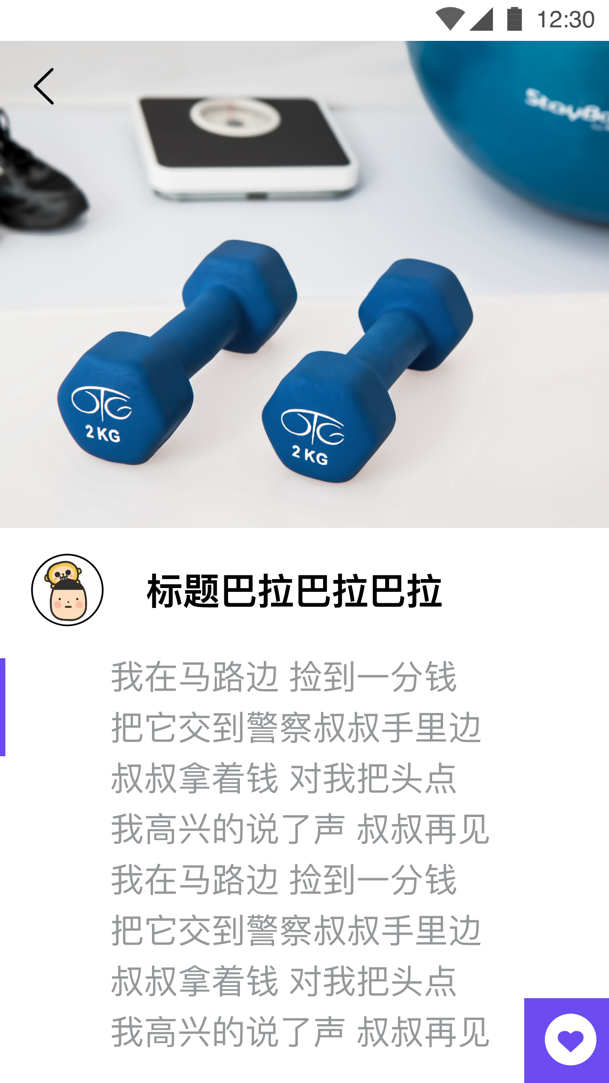 12:30
StayBa
2 KG
2 KG
标题巴拉巴拉巴拉
我在马路边 捡到一分钱
把它交到警察叔叔手里边
叔叔拿着钱 对我把头点
我高兴的说了声 叔叔再见
我在马路边 捡到一分钱
把它交到警察叔叔手里边
叔叔拿着钱 对我把头点
我高兴的说了声 叔叔再见